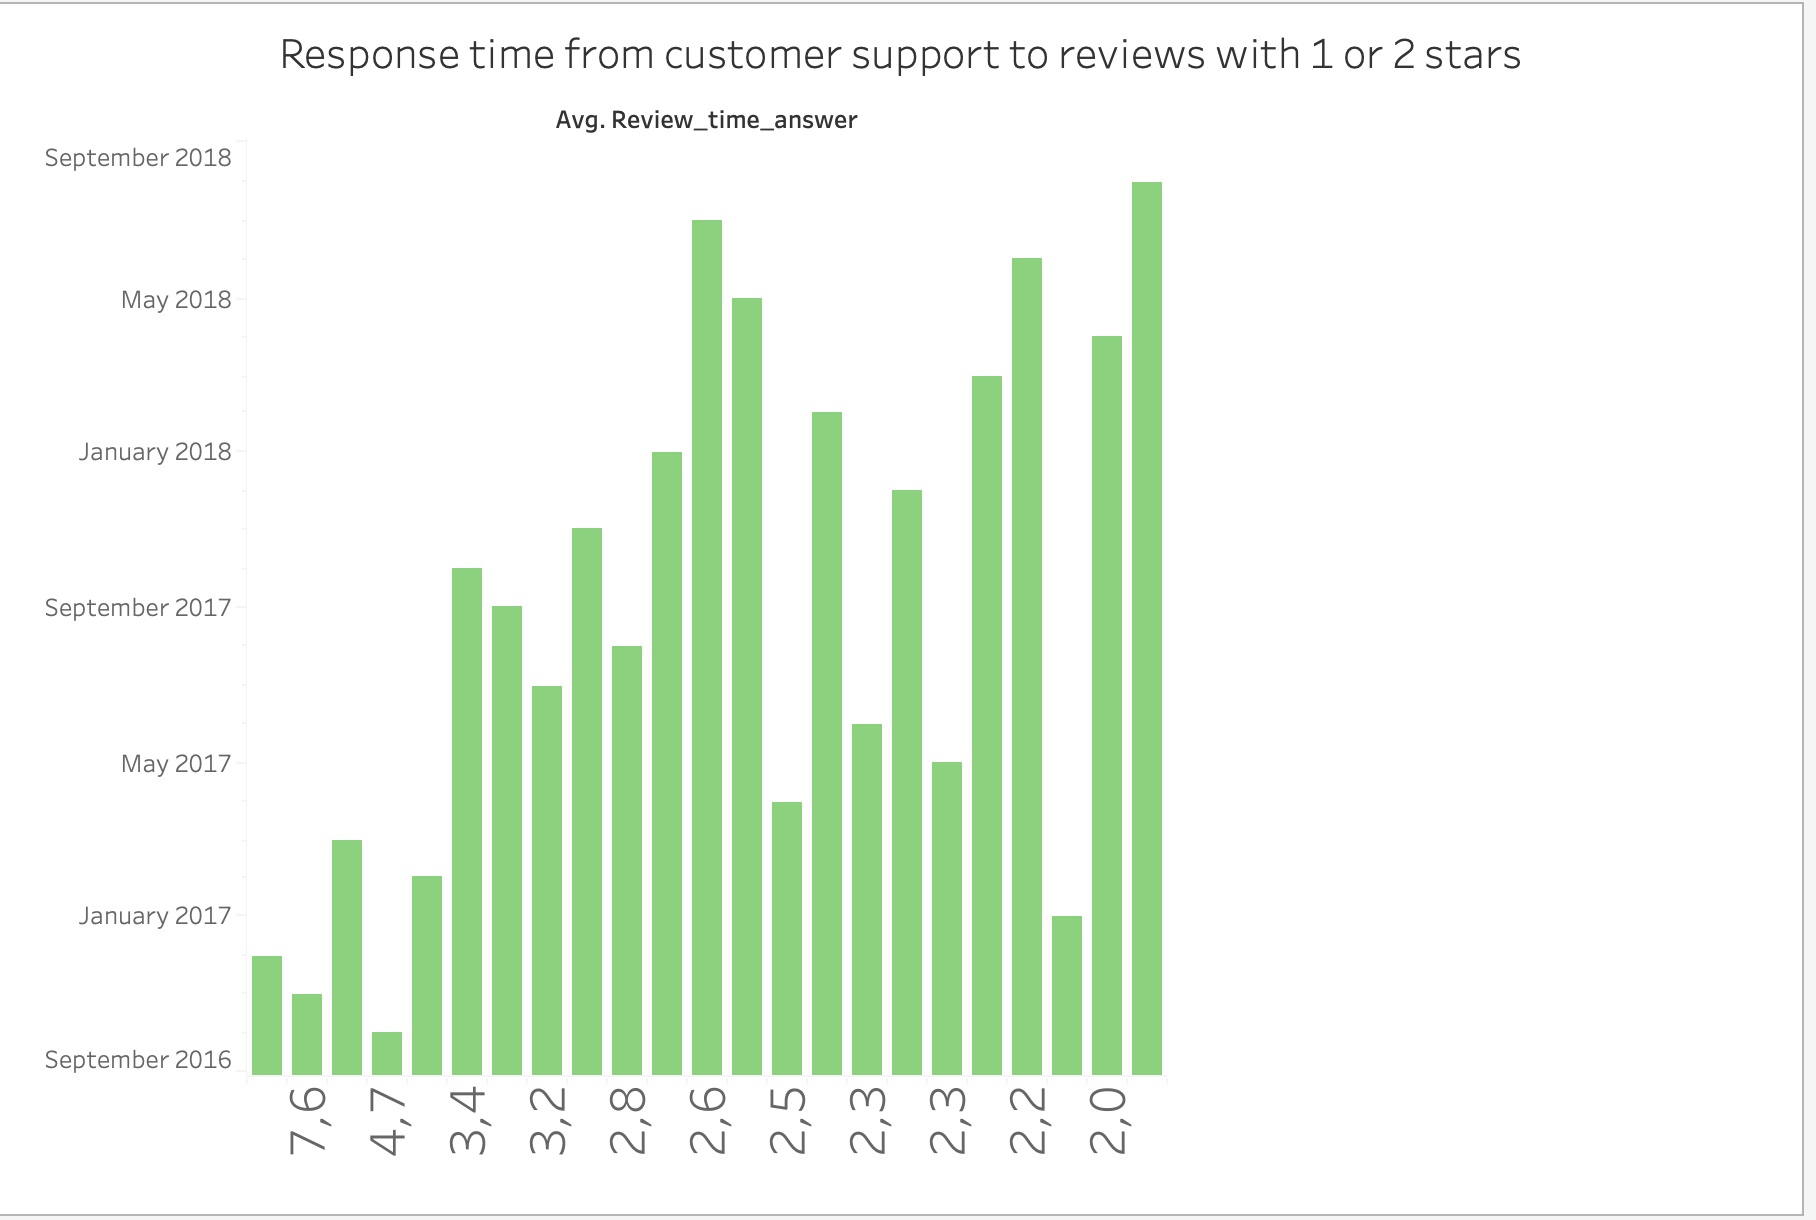 Response time from customer support to reviews with 1 or 2 stars
Avg. Review_time_answer
September 2018
May 2018
January 2018
September 2017
May 2017
January 2017
September 2016
7,6
4,7
3,4
3,2
2,8
2,6
2,5
2,3
2,3
2,2
2,0